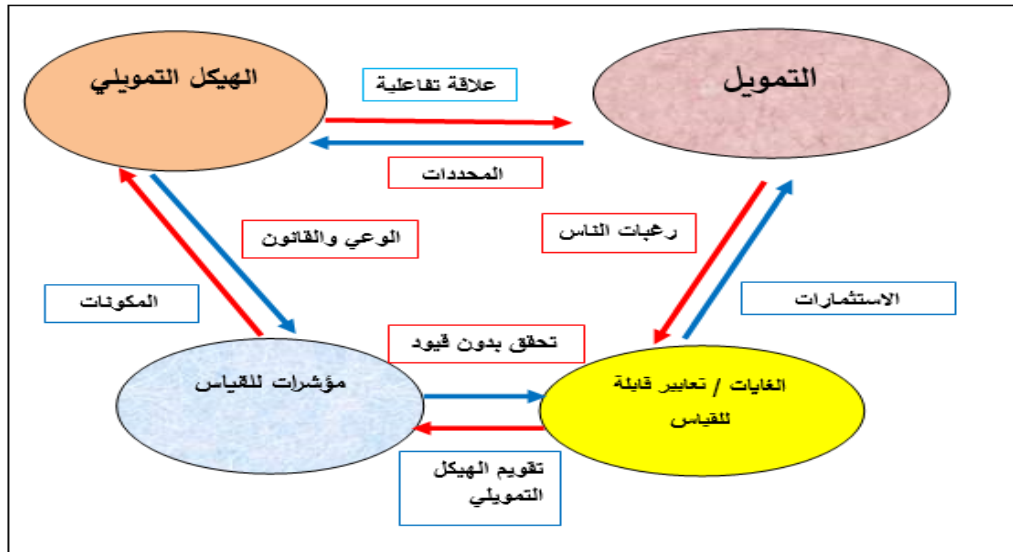 التمويل
الهيكل التمويلي
علاقة تفاعلية
المحددات
رغبات الناس
الوعي والقانون
الاستثمارات
المكونات
تحقق بدون قيود
الغايات / تعابير قابلة
للقياس
مؤشرات للقياس
تقويم الهيكل
التمويلي